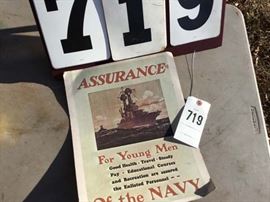 719
ASSURANCE
For Young Men
Good Health - Travel - Steady
Pay - Educational Courses
and Recreation are secured
the Enlisted Personnel - -
Of the NAVY
719